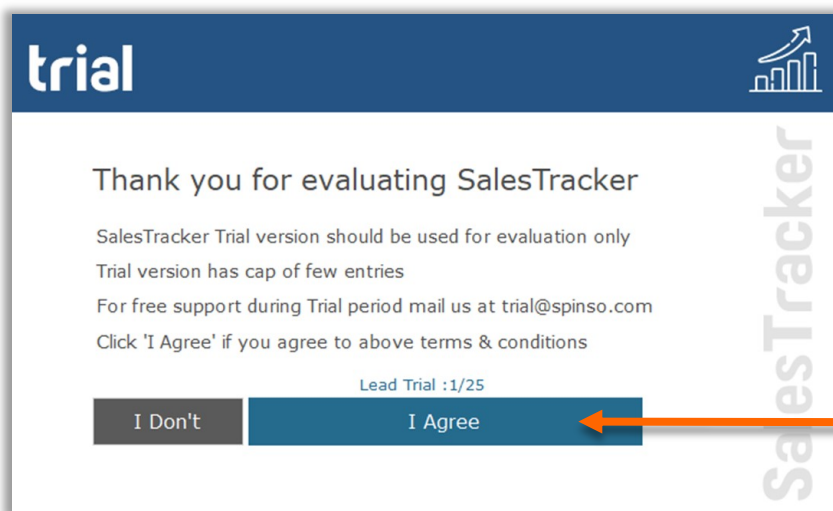 trial
Thank you for evaluating SalesTracker
SalesTracker Trial version should be used for evaluation only
Trial version has cap of few entries
For free support during Trial period mail us at trial@spinso.com
Click 'I Agree' if you agree to above terms & conditions
Lead Trial :1/25
I Don't
I Agree
SalesTracker